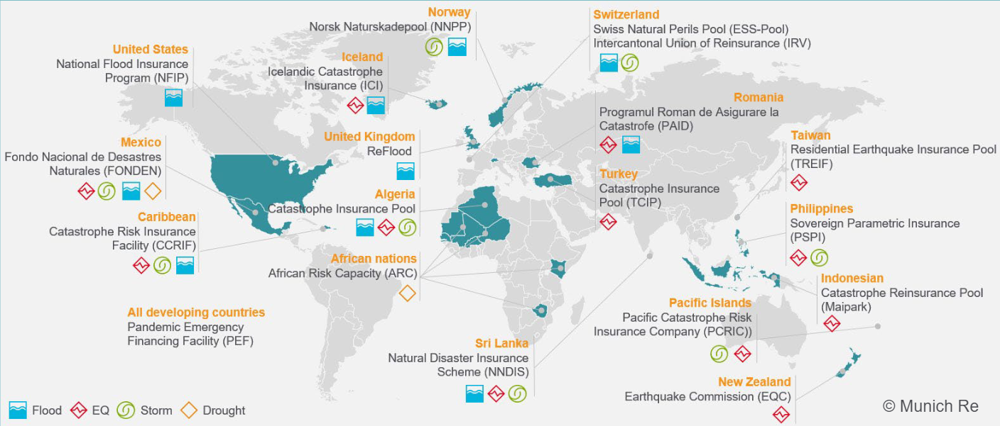 Norway
Norsk Naturskadepool (NNPP)
Switzerland
Swiss Natural Perils Pool (ESS-Pool)
Intercantonal Union of Reinsurance (IRV)
United States
National Flood Insurance
Program (NFIP)
Iceland
Icelandic Catastrophe
Insurance (ICI)
Romania
Programul Roman de Asigurare la
Catastrofe (PAID)
Mexico
Fondo Nacional de Desastres
Naturales (FONDEN)
United Kingdom
ReFlood
Taiwan
Residential Earthquake Insurance Pool
(TREIF)
Turkey
Catastrophe Insurance
Pool (TCIP)
Algeria
Catastrophe Insurance Pool
Philippines
Sovereign Parametric Insurance
(PSPI)
Caribbean
Catastrophe Risk Insurance
Facility (CCRIF)
African nations
African Risk Capacity (ARC)
Indonesian
Catastrophe Reinsurance Pool
(Maipark)
All developing countries
Pandemic Emergency
Financing Facility (PEF)
Pacific Islands
Pacific Catastrophe Risk
Insurance Company (PCRIC))
Sri Lanka
Natural Disaster Insurance
Scheme (NNDIS)
New Zealand
Earthquake Commission (EQC)
Flood EQ Storm Drought
© Munich Re